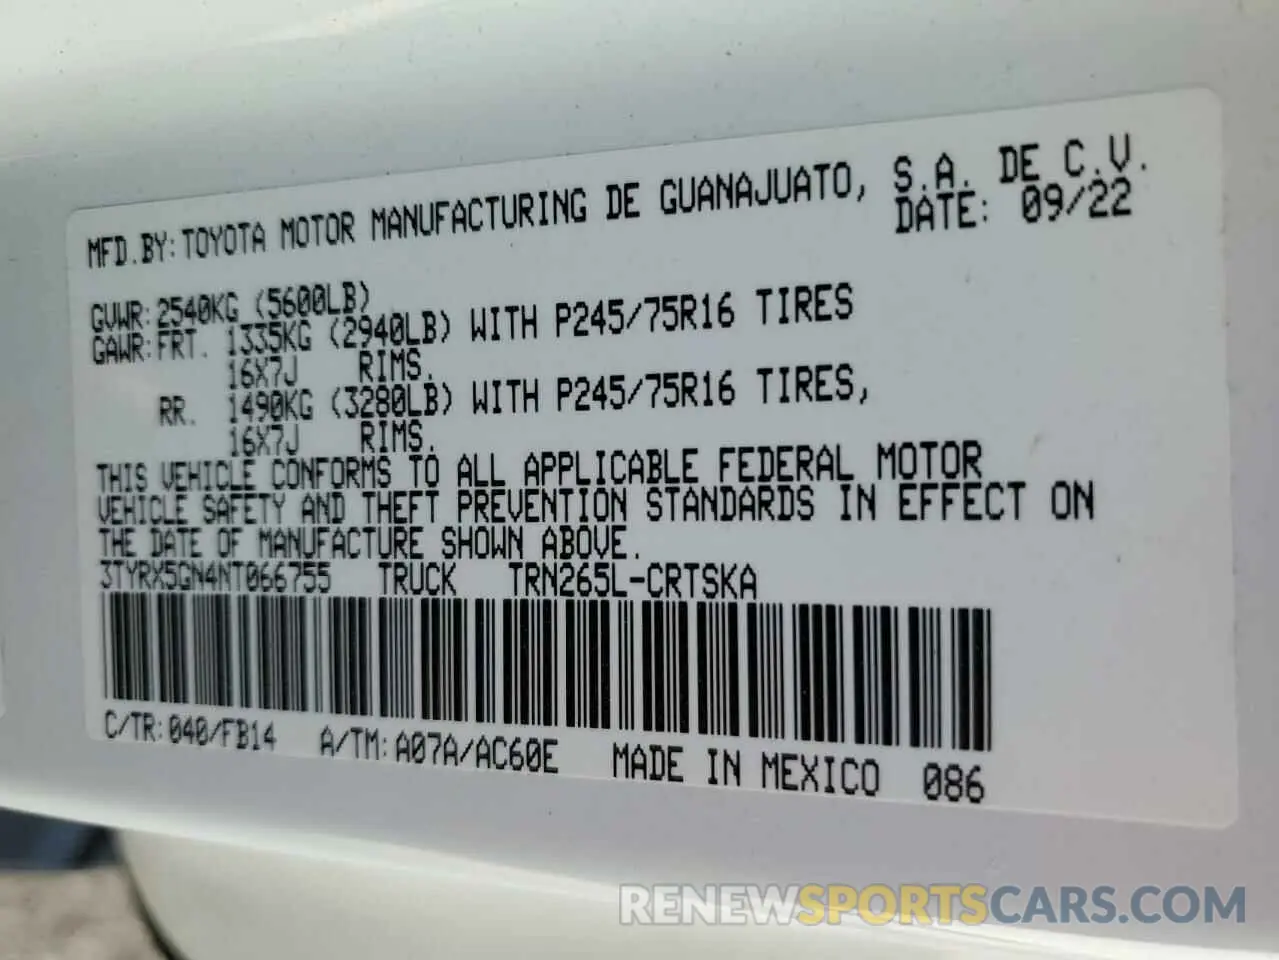 MFD.BY:TOYOTA MOTOR MANUFACTURING DE GUANAJUATO, S.A. DE C.V.
DATE: 09/22
GVWR:2540KG (5600LB)
GAWR:FRT. 1335KG (2940LB) WITH P245/75R16 TIRES
16X7J RIMS.
RR. 1490KG (3280LB) WITH P245/75R16 TIRES,
16X7J RIMS.
THIS VEHICLE CONFORMS TO ALL APPLICABLE FEDERAL MOTOR
VEHICLE SAFETY AND THEFT PREVENTION STANDARDS IN EFFECT ON
THE DATE OF MANUFACTURE SHOWN ABOVE.
3TYRX5GN4NT066755 TRUCK TRN265L-CRTSKA
C/TR:040/FB14 A/TM:A07A/AC60E MADE IN MEXICO 086
RENEWSPORTSCARS.COM